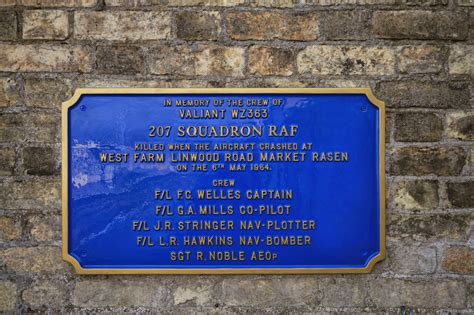 IN MEMORY OF THE CREW OF
VALIANT WZ363
207 SQUADRON RAF
KILLED WHEN THE AIRCRAFT CRASHED AT
WEST FARM LINWOOD ROAD MARKET RASEN
ON THE 6TH MAY 1964.
CREW
F/L F.C. WELLES CAPTAIN
F/L G.A. MILLS CO-PILOT
F/L J.R. STRINGER NAV-PLOTTER
F/L L.R. HAWKINS NAV-BOMBER
SGT R. NOBLE AEOP